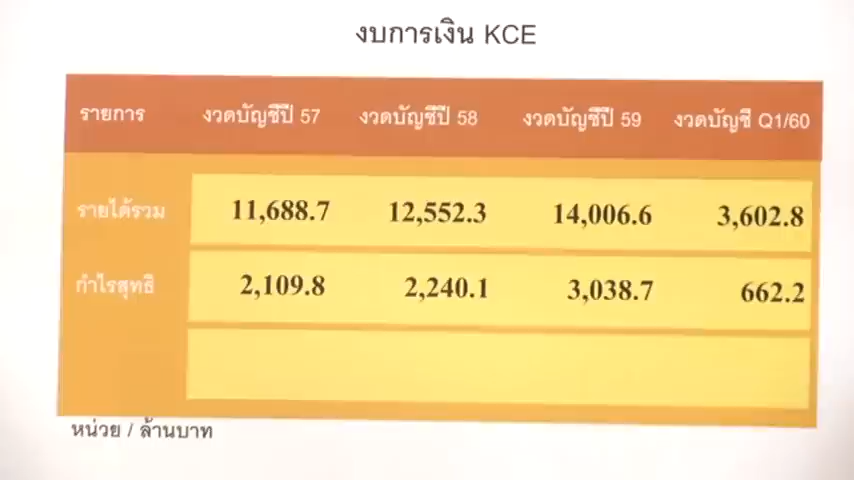 งบการเงิน KCE
รายการ งวดบัญชีปี 57 งวดบัญชีปี 58 งวดบัญชีปี 59 งวดบัญชี Q1/60
รายได้รวม 11,688.7 12,552.3 14,006.6 3,602.8
กำไรสุทธิ 2,109.8 2,240.1 3,038.7 662.2
หน่วย / ล้านบาท